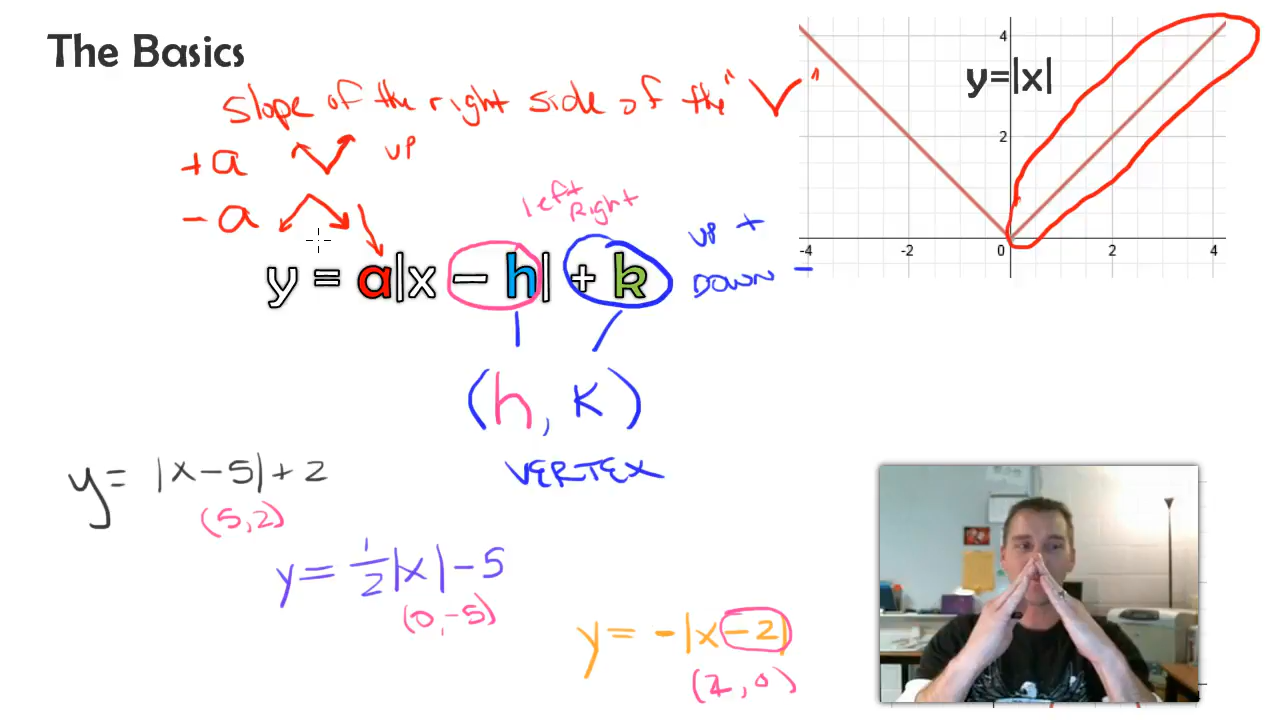 The Basics
slope of the right side of the "V"
+a UP
-a
y=|x|
4
2
-4 -2 0 2 4
left + Right
UP +
DOWN -
y = a|x - h| + k
(h, k)
VERTEX
y = |x-5|+2
(5,2)
y = 1/2|x|-5
(0,-5)
y = -|x-2|
(2,0)